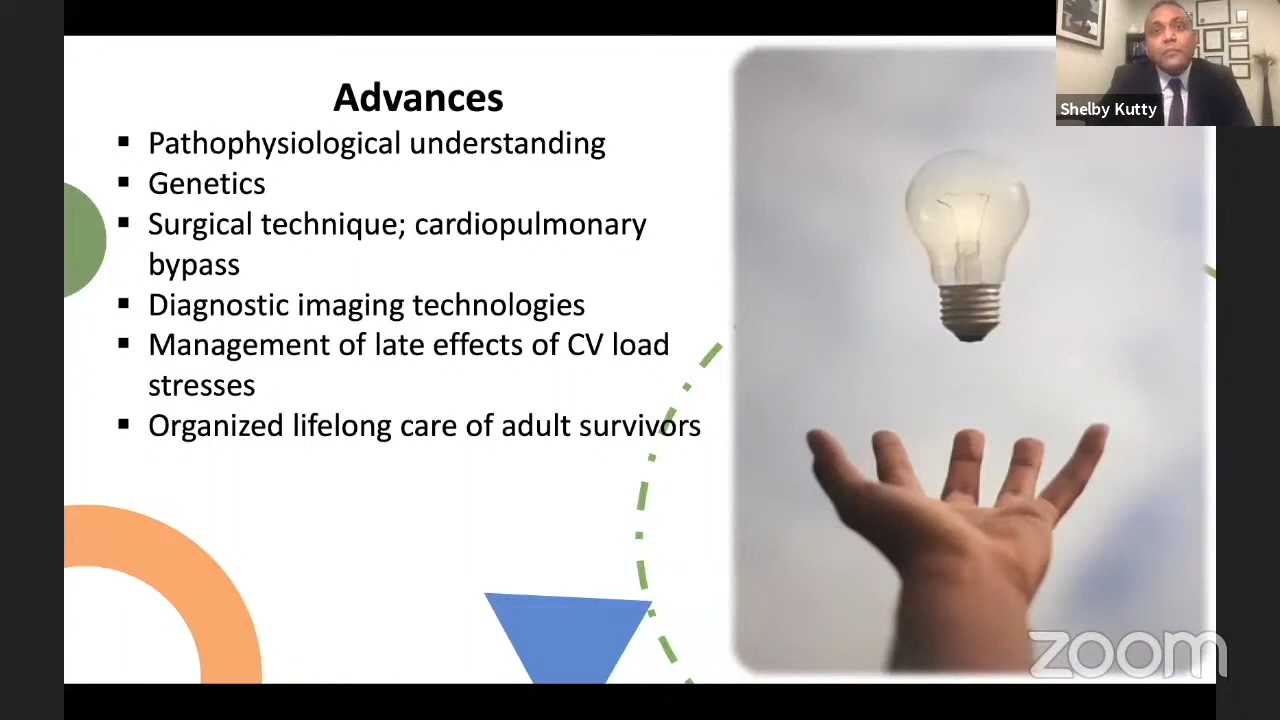 Advances
▪ Pathophysiological understanding
▪ Genetics
▪ Surgical technique; cardiopulmonary
bypass
▪ Diagnostic imaging technologies
▪ Management of late effects of CV load
stresses
▪ Organized lifelong care of adult survivors
Shelby Kutty
zoom